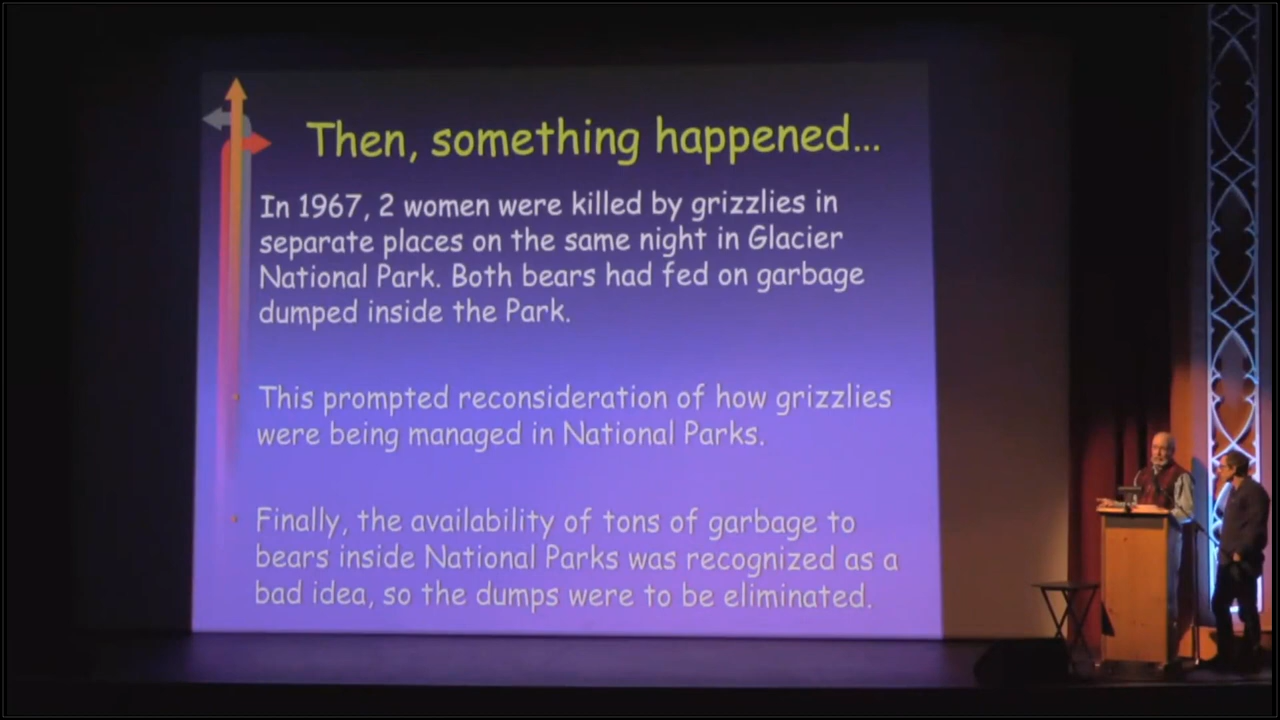 Then, something happened...
In 1967, 2 women were killed by grizzlies in
separate places on the same night in Glacier
National Park. Both bears had fed on garbage
dumped inside the Park.
This prompted reconsideration of how grizzlies
were being managed in National Parks.
Finally, the availability of tons of garbage to
bears inside National Parks was recognized as a
bad idea, so the dumps were to be eliminated.